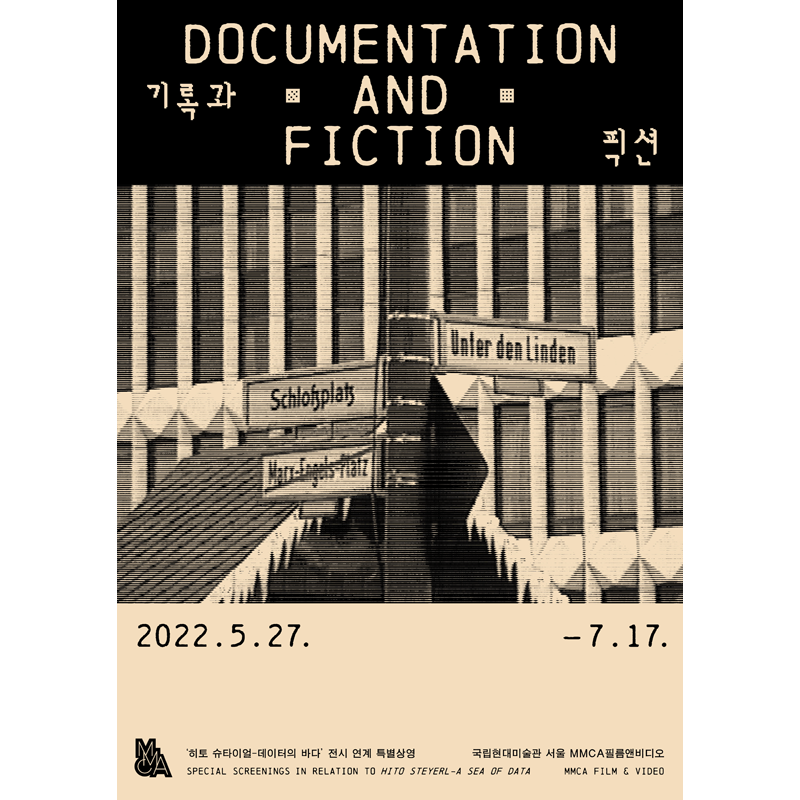 DOCUMENTATION
기록과 AND
FICTION 픽션
Unter den Linden
Schloßplatz
Marx-Engels-Platz
2022.5.27. –7.17.
MMCA
'히토 슈타이얼-데이터의 바다' 전시 연계 특별상영 국립현대미술관 서울 MMCA필름앤비디오
SPECIAL SCREENINGS IN RELATION TO HITO STEYERL-A SEA OF DATA MMCA FILM & VIDEO